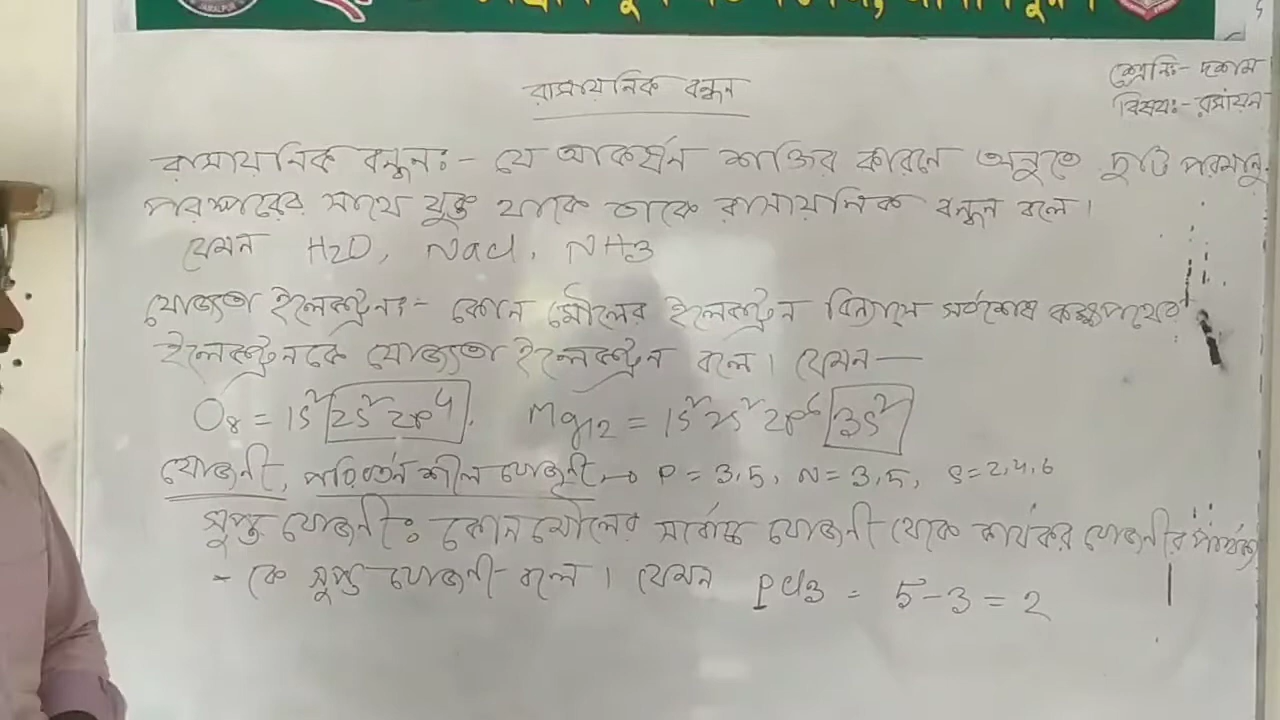 JAMALPUR
শ্রেনিঃ- দশম
বিষয়ঃ- রসায়ন
রাসায়নিক বন্ধন
রাসায়নিক বন্ধনঃ- যে আকর্ষন শক্তির কারনে অনুতে দুটি পরমানু
পরস্পরের সাথে যুক্ত থাকে তাকে রাসায়নিক বন্ধন বলে।
যেমন H2O, NaCl, NH3
যোজ্যতা ইলেকট্রনঃ- কোন মৌলের ইলেকট্রন বিন্যাসে সর্বশেষ কক্ষপথের
ইলেকট্রনকে যোজ্যতা ইলেকট্রন বলে। যেমন—
O8 = 1s² 2s² 2p⁴, Mg12 = 1s² 2s² 2p⁶ 3s²
যোজনী, পরিবর্তনশীল যোজনী → P = 3,5, N = 3,5, S = 2,4,6
সুপ্ত যোজনীঃ কোন মৌলের সর্বোচ্চ যোজনী থেকে কার্যকর যোজনীর পার্থক্য
- কে সুপ্ত যোজনী বলে। যেমন PCl3 = 5-3 = 2